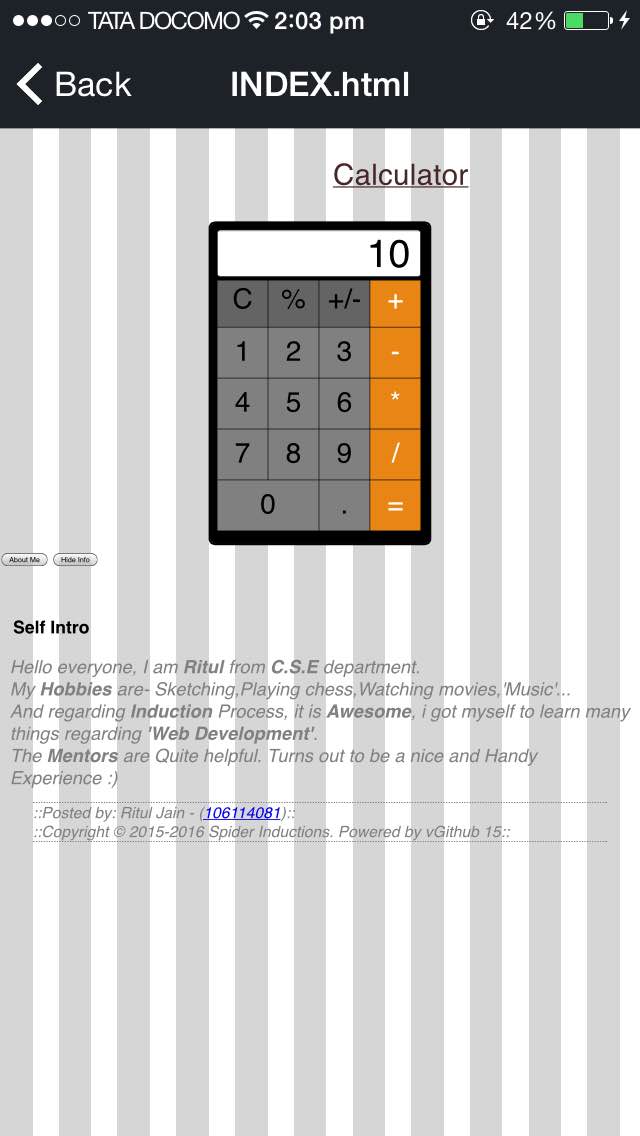 TATA DOCOMO 2:03 pm 42%
Back INDEX.html
Calculator
10
C % +/- +
1 2 3 -
4 5 6 *
7 8 9 /
0 . =
About Me Hide Info
Self Intro
Hello everyone, I am Ritul from C.S.E department.
My Hobbies are- Sketching,Playing chess,Watching movies,'Music'...
And regarding Induction Process, it is Awesome, i got myself to learn many
things regarding 'Web Development'.
The Mentors are Quite helpful. Turns out to be a nice and Handy
Experience :)
::Posted by: Ritul Jain - (106114081)::
::Copyright © 2015-2016 Spider Inductions. Powered by vGithub 15::